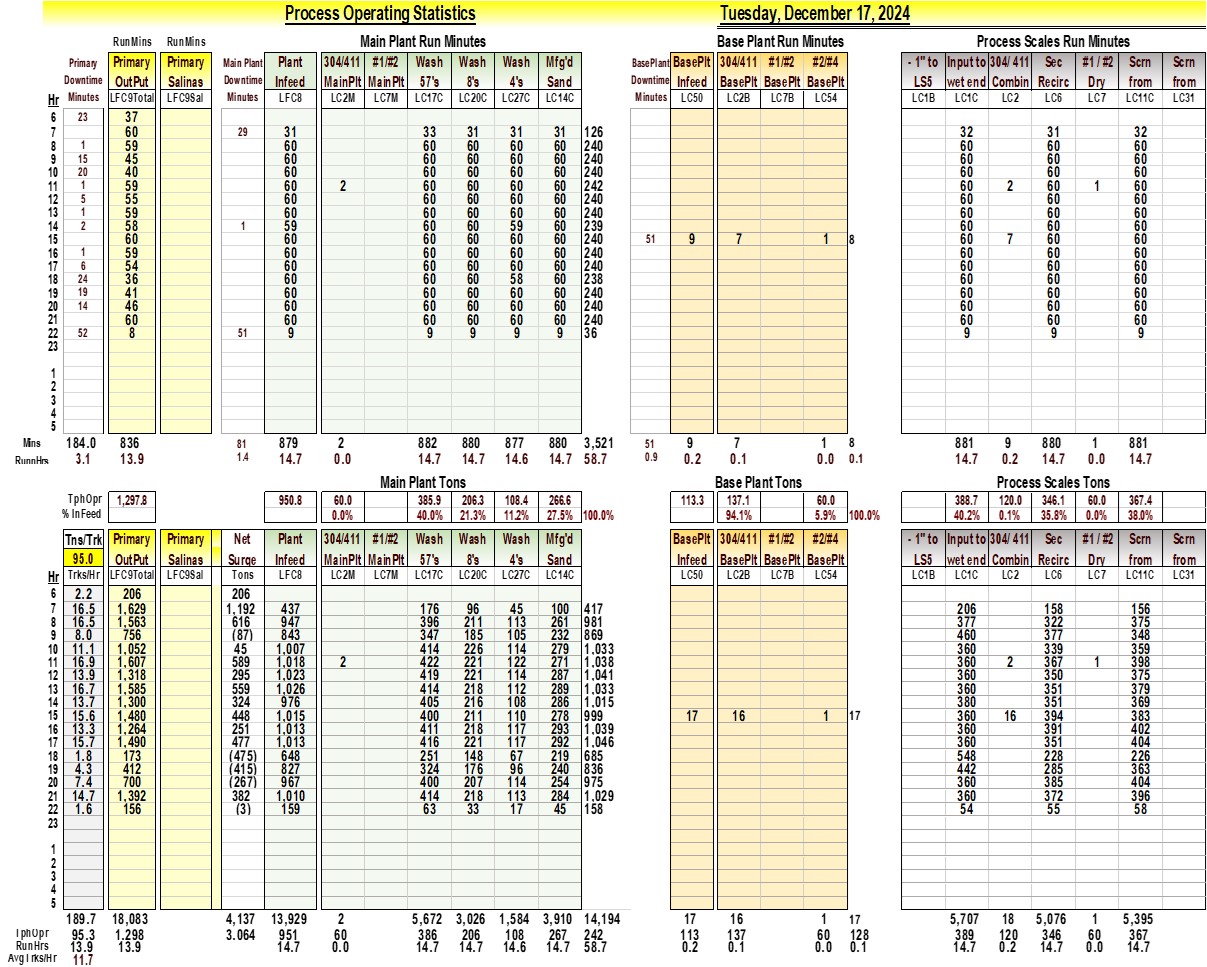 Process Operating Statistics Tuesday, December 17, 2024
RunMins RunMins Main Plant Run Minutes Base Plant Run Minutes Process Scales Run Minutes
Primary Primary Primary Main Plant Plant 304/411 #1/#2 Wash Wash Wash Mfg'd BasePlant BasePlt 304/411 #1/#2 #2/#4 - 1" to Input to 304/ 411 Sec #1 / #2 Scrn Scrn
Downtime OutPut Salinas Downtime Infeed MainPlt MainPlt 57's 8's 4's Sand Downtime Infeed BasePlt BasePlt BasePlt LS5 wet end Combin Recirc Dry from from
Hr Minutes LFC9Total LFC9Sal Minutes LFC8 LC2M LC7M LC17C LC20C LC27C LC14C Minutes LC50 LC2B LC7B LC54 LC1B LC1C LC2 LC6 LC7 LC11C LC31
6 23 37
7 60 29 31 33 31 31 31 126 32 31 32
8 1 59 60 60 60 60 60 240 60 60 60
9 15 45 60 60 60 60 60 240 60 60 60
10 20 40 60 60 60 60 60 240 60 60 60
11 1 59 60 2 60 60 60 60 242 60 2 60 1 60
12 5 55 60 60 60 60 60 240 60 60 60
13 1 59 60 60 60 60 60 240 60 60 60
14 2 58 1 59 60 60 59 60 239 60 60 60
15 60 60 60 60 60 60 240 51 9 7 1 8 60 7 60 60
16 1 59 60 60 60 60 60 240 60 60 60
17 6 54 60 60 60 60 60 240 60 60 60
18 24 36 60 60 60 58 60 238 60 60 60
19 19 41 60 60 60 60 60 240 60 60 60
20 14 46 60 60 60 60 60 240 60 60 60
21 60 60 60 60 60 60 240 60 60 60
22 52 8 51 9 9 9 9 9 36 9 9 9
23
1
2
3
4
5
Mins 184.0 836 81 879 2 882 880 877 880 3,521 51 9 7 1 8 881 9 880 1 881
RunnHrs 3.1 13.9 1.4 14.7 0.0 14.7 14.7 14.6 14.7 58.7 0.9 0.2 0.1 0.0 0.1 14.7 0.2 14.7 0.0 14.7
Main Plant Tons Base Plant Tons Process Scales Tons
TphOpr 1,297.8 950.8 60.0 385.9 206.3 108.4 266.6 113.3 137.1 60.0 388.7 120.0 346.1 60.0 367.4
% InFeed 0.0% 40.0% 21.3% 11.2% 27.5% 100.0% 94.1% 5.9% 100.0% 40.2% 0.1% 35.8% 0.0% 38.0%
Tns/Trk Primary Primary Net Plant 304/411 #1/#2 Wash Wash Wash Mfg'd BasePlt 304/411 #1/#2 #2/#4 - 1" to Input to 304/ 411 Sec #1 / #2 Scrn Scrn
95.0 OutPut Salinas Surge Infeed MainPlt MainPlt 57's 8's 4's Sand Infeed BasePlt BasePlt BasePlt LS5 wet end Combin Recirc Dry from from
Hr Trks/Hr LFC9Total LFC9Sal Tons LFC8 LC2M LC7M LC17C LC20C LC27C LC14C LC50 LC2B LC7B LC54 LC1B LC1C LC2 LC6 LC7 LC11C LC31
6 2.2 206 206
7 16.5 1,629 1,192 437 176 96 45 100 417 206 158 156
8 16.5 1,563 616 947 396 211 113 261 981 377 322 375
9 8.0 756 (87) 843 347 185 105 232 869 460 377 348
10 11.1 1,052 45 1,007 414 226 114 279 1,033 360 339 359
11 16.9 1,607 589 1,018 2 422 221 122 271 1,038 360 2 367 1 398
12 13.9 1,318 295 1,023 419 221 114 287 1,041 360 350 375
13 16.7 1,585 559 1,026 414 218 112 289 1,033 360 351 379
14 13.7 1,300 324 976 405 216 108 286 1,015 380 351 369
15 15.6 1,480 448 1,015 400 211 110 278 999 17 16 1 17 360 16 394 383
16 13.3 1,264 251 1,013 411 218 117 293 1,039 360 391 402
17 15.7 1,490 477 1,013 416 221 117 292 1,046 360 351 404
18 1.8 173 (475) 648 251 148 67 219 685 548 228 226
19 4.3 412 (415) 827 324 176 96 240 836 442 285 363
20 7.4 700 (267) 967 400 207 114 254 975 360 385 404
21 14.7 1,392 382 1,010 414 218 113 284 1,029 360 372 396
22 1.6 156 (3) 159 63 33 17 45 158 54 55 58
23
1
2
3
4
5
189.7 18,083 4,137 13,929 2 5,672 3,026 1,584 3,910 14,194 17 16 1 17 5,707 18 5,076 1 5,395
TphOpr 95.3 1,298 3.064 951 60 386 206 108 267 242 113 137 60 128 389 120 346 60 367
RunHrs 13.9 13.9 14.7 0.0 14.7 14.7 14.6 14.7 58.7 0.2 0.1 0.0 0.1 14.7 0.2 14.7 0.0 14.7
AvgTrks/Hr 11.7